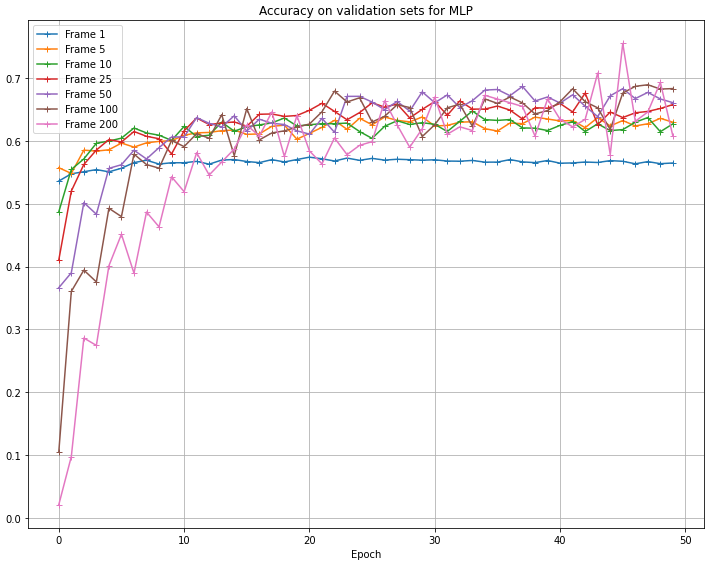 Accuracy on validation sets for MLP
Frame 1
Frame 5
Frame 10
Frame 25
Frame 50
Frame 100
Frame 200
0.7
0.6
0.5
0.4
0.3
0.2
0.1
0.0
0 10 20 30 40 50
Epoch